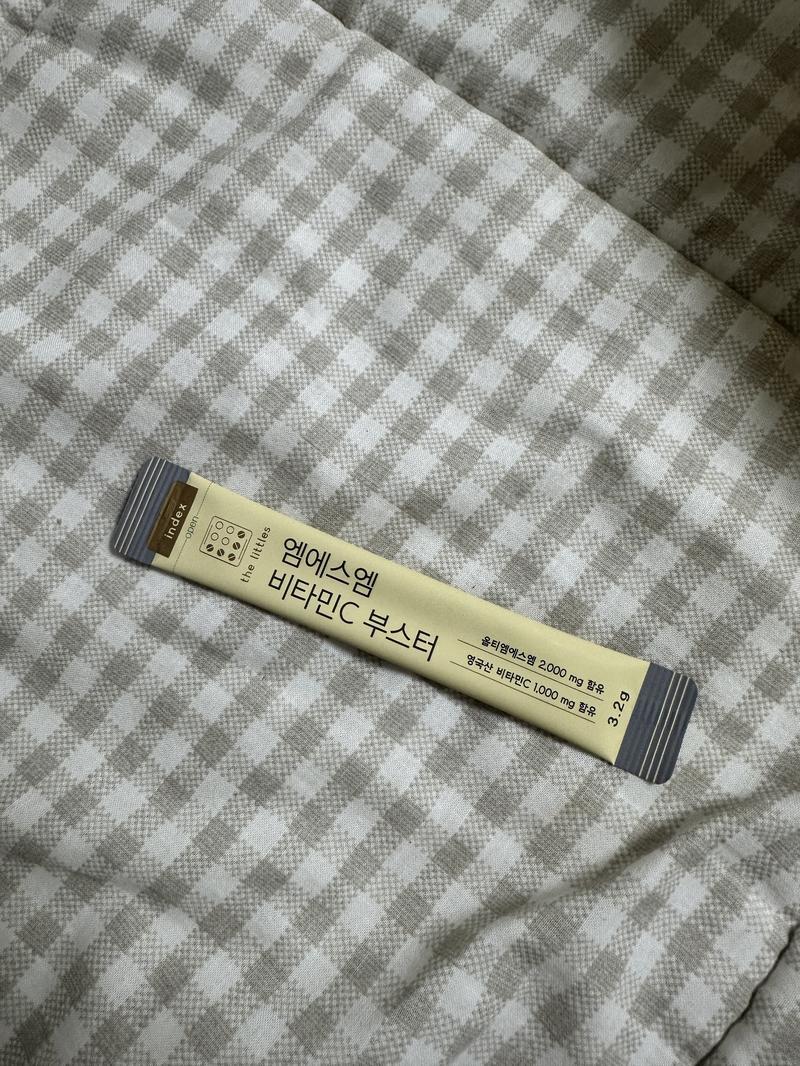 index
open
the littles
엠에스엠
비타민C 부스터
올티엠에스엠 2,000 mg 함유
영국산 비타민C 1,000 mg 함유
3.2g